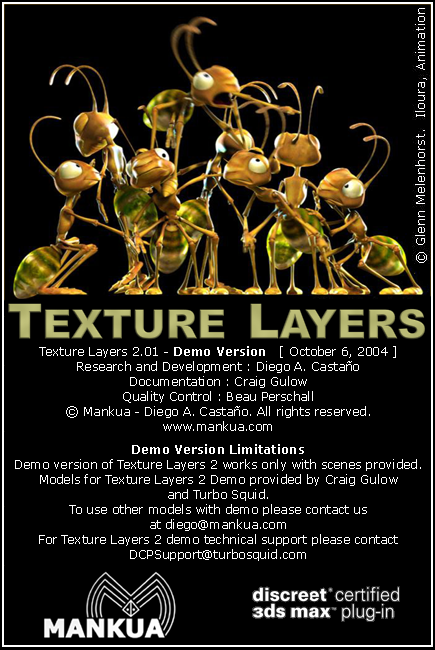 © Glenn Melenhorst. Iloura, Animation
TEXTURE LAYERS
Texture Layers 2.01 - Demo Version [ October 6, 2004 ]
Research and Development : Diego A. Castaño
Documentation : Craig Gulow
Quality Control : Beau Perschall
© Mankua - Diego A. Castaño. All rights reserved.
www.mankua.com
Demo Version Limitations
Demo version of Texture Layers 2 works only with scenes provided.
Models for Texture Layers 2 Demo provided by Craig Gulow
and Turbo Squid.
To use other models with demo please contact us
at diego@mankua.com
For Texture Layers 2 demo technical support please contact
DCPSupport@turbosquid.com
MANKUA
discreet® certified
3ds max™ plug-in